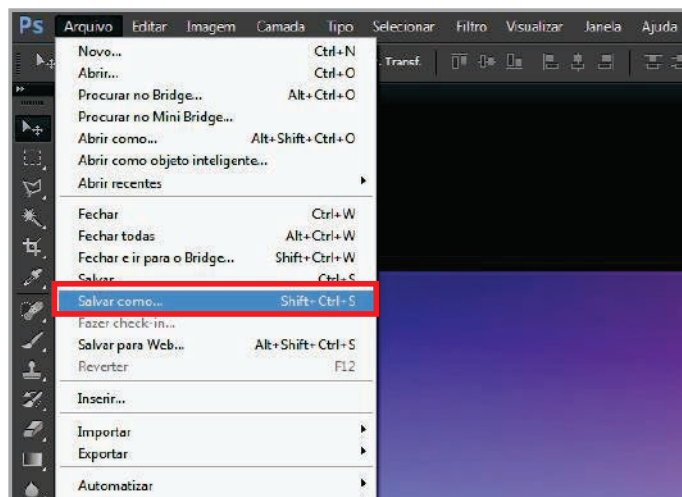 Ps Arquivo Editar Imagem Camada Tipo Selecionar Filtro Visualizar Janela Ajuda
. Transf.
Novo... Ctrl+N
Abrir... Ctrl+O
Procurar no Bridge... Alt+Ctrl+O
Procurar no Mini Bridge...
Abrir como... Alt+Shift+Ctrl+O
Abrir como objeto inteligente...
Abrir recentes
Fechar Ctrl+W
Fechar todas Alt+Ctrl+W
Fechar e ir para o Bridge... Shift+Ctrl+W
Salvar Ctrl+S
Salvar como... Shift+Ctrl+S
Fazer check-in...
Salvar para Web... Alt+Shift+Ctrl+S
Reverter F12
Inserir...
Importar
Exportar
Automatizar